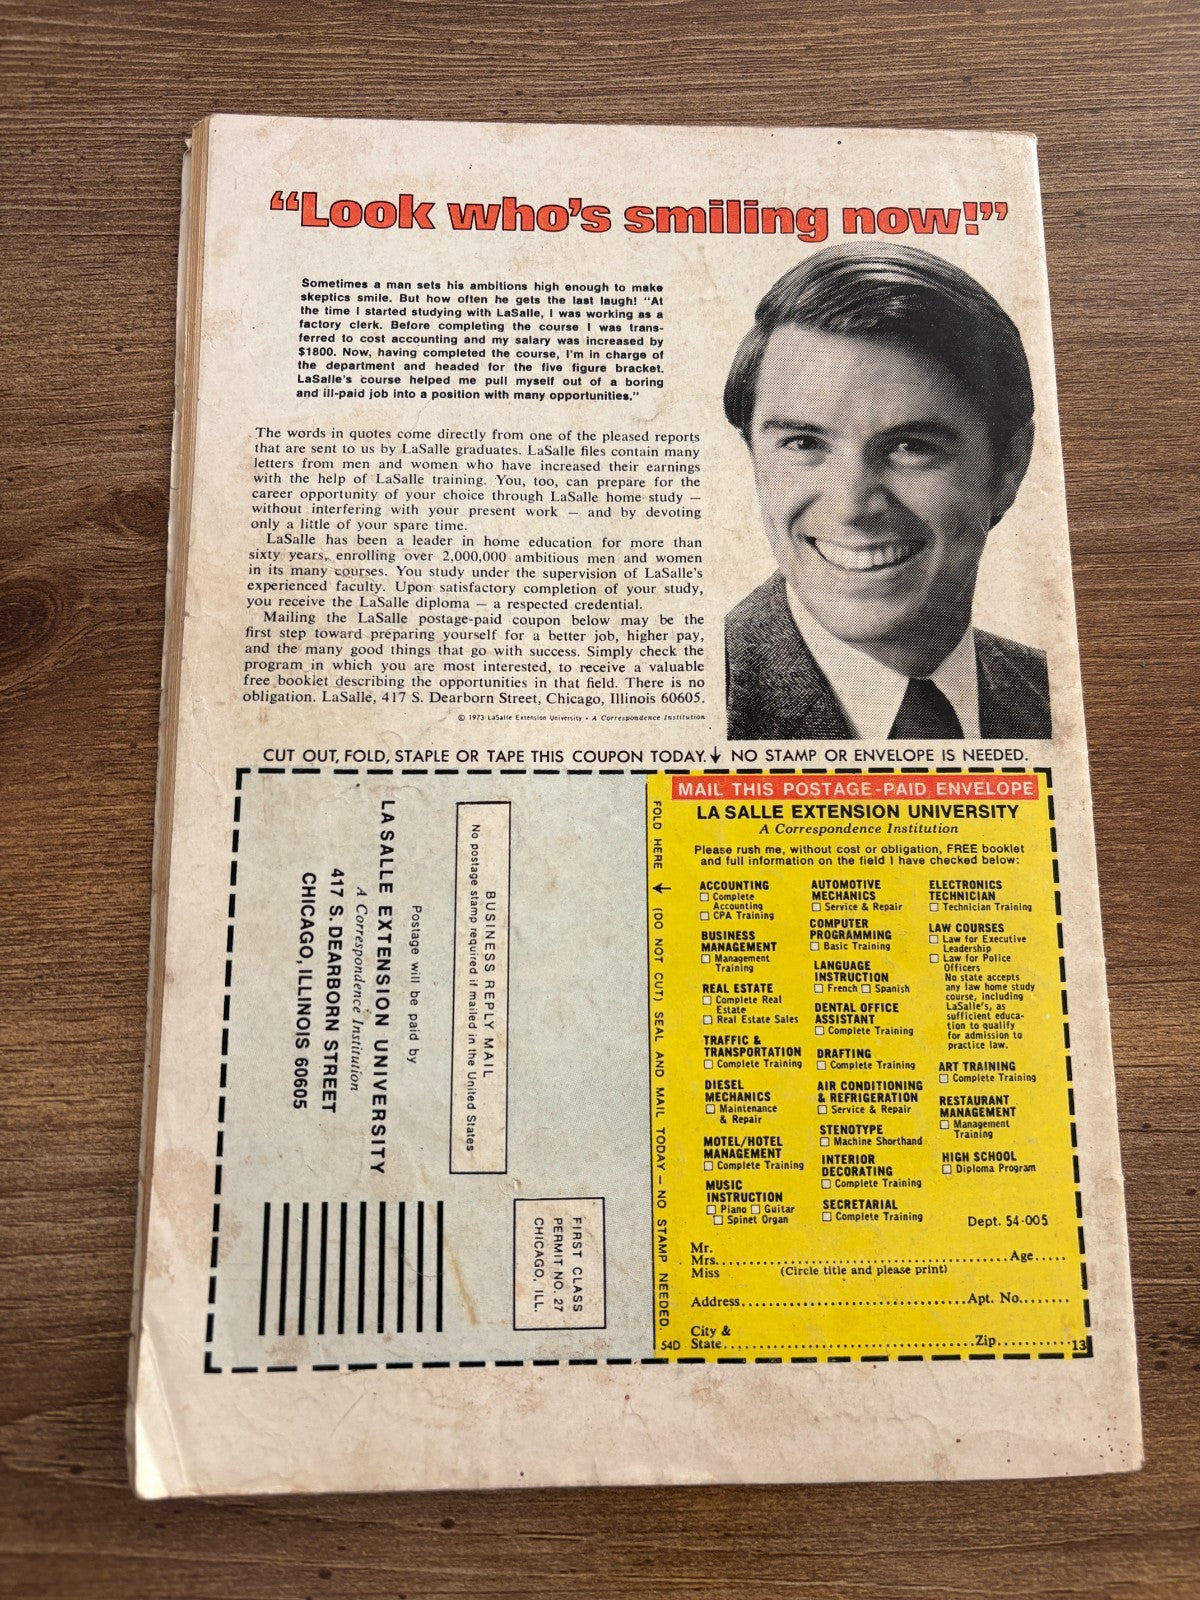 “Look who’s smiling now!”
Sometimes a man sets his ambitions high enough to make
skeptics smile. But how often he gets the last laugh! “At
the time I started studying with LaSalle, I was working as a
factory clerk. Before completing the course I was trans-
ferred to cost accounting and my salary was increased by
$1800. Now, having completed the course, I’m in charge of
the department and headed for the five figure bracket.
LaSalle’s course helped me pull myself out of a boring
and ill-paid job into a position with many opportunities.”
The words in quotes come directly from one of the pleased reports
that are sent to us by LaSalle graduates. LaSalle files contain many
letters from men and women who have increased their earnings
with the help of LaSalle training. You, too, can prepare for the
career opportunity of your choice through LaSalle home study —
without interfering with your present work — and by devoting
only a little of your spare time.
LaSalle has been a leader in home education for more than
sixty years, enrolling over 2,000,000 ambitious men and women
in its many courses. You study under the supervision of LaSalle’s
experienced faculty. Upon satisfactory completion of your study,
you receive the LaSalle diploma — a respected credential.
Mailing the LaSalle postage-paid coupon below may be the
first step toward preparing yourself for a better job, higher pay,
and the many good things that go with success. Simply check the
program in which you are most interested, to receive a valuable
free booklet describing the opportunities in that field. There is no
obligation. LaSalle, 417 S. Dearborn Street, Chicago, Illinois 60605.
© 1973 LaSalle Extension University • A Correspondence Institution
CUT OUT, FOLD, STAPLE OR TAPE THIS COUPON TODAY. NO STAMP OR ENVELOPE IS NEEDED.
FIRST CLASS
PERMIT NO. 27
CHICAGO, ILL.
BUSINESS REPLY MAIL
No postage stamp required if mailed in the United States
Postage will be paid by
LA SALLE EXTENSION UNIVERSITY
A Correspondence Institution
417 S. DEARBORN STREET
CHICAGO, ILLINOIS 60605
FOLD HERE (DO NOT CUT) SEAL AND MAIL TODAY — NO STAMP NEEDED.
54D
MAIL THIS POSTAGE-PAID ENVELOPE
LA SALLE EXTENSION UNIVERSITY
A Correspondence Institution
Please rush me, without cost or obligation, FREE booklet
and full information on the field I have checked below:
ACCOUNTING
☐ Complete
Accounting
☐ CPA Training
BUSINESS
MANAGEMENT
☐ Management
Training
REAL ESTATE
☐ Complete Real
Estate
☐ Real Estate Sales
TRAFFIC &
TRANSPORTATION
☐ Complete Training
DIESEL
MECHANICS
☐ Maintenance
& Repair
MOTEL/HOTEL
MANAGEMENT
☐ Complete Training
MUSIC
INSTRUCTION
☐ Piano ☐ Guitar
☐ Spinet Organ
AUTOMOTIVE
MECHANICS
☐ Service & Repair
COMPUTER
PROGRAMMING
☐ Basic Training
LANGUAGE
INSTRUCTION
☐ French ☐ Spanish
DENTAL OFFICE
ASSISTANT
☐ Complete Training
DRAFTING
☐ Complete Training
AIR CONDITIONING
& REFRIGERATION
☐ Service & Repair
STENOTYPE
☐ Machine Shorthand
INTERIOR
DECORATING
☐ Complete Training
SECRETARIAL
☐ Complete Training
ELECTRONICS
TECHNICIAN
☐ Technician Training
LAW COURSES
☐ Law for Executive
Leadership
☐ Law for Police
Officers
No state accepts
any law home study
course, including
LaSalle’s, as
sufficient educa-
tion to qualify
for admission to
practice law.
ART TRAINING
☐ Complete Training
RESTAURANT
MANAGEMENT
☐ Management
Training
HIGH SCHOOL
☐ Diploma Program
Dept. 54-005
Mr.
Mrs. Age
Miss (Circle title and please print)
Address Apt. No.
City &
State Zip 13